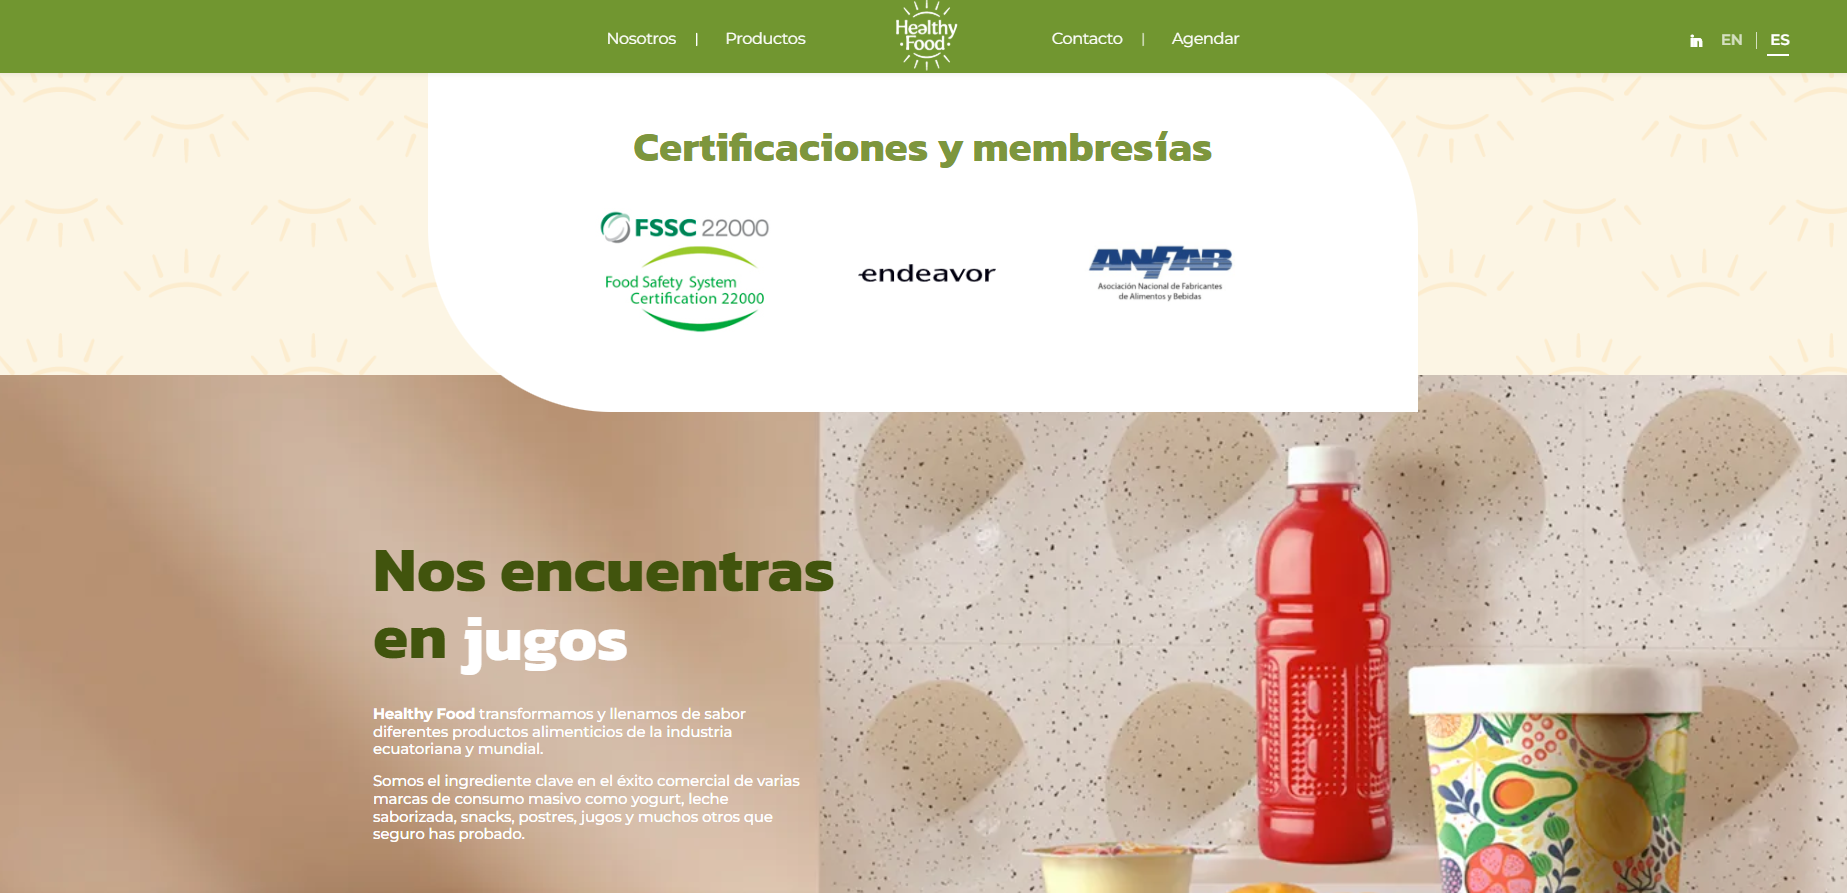 Nosotros | Productos
Healthy
Food
Contacto | Agendar
in EN | ES
Certificaciones y membresías
FSSC 22000
Food Safety System
Certification 22000
endeavor
ANFAB
Asociación Nacional de Fabricantes
de Alimentos y Bebidas
Nos encuentras
en jugos
Healthy Food transformamos y llenamos de sabor
diferentes productos alimenticios de la industria
ecuatoriana y mundial.
Somos el ingrediente clave en el éxito comercial de varias
marcas de consumo masivo como yogurt, leche
saborizada, snacks, postres, jugos y muchos otros que
seguro has probado.